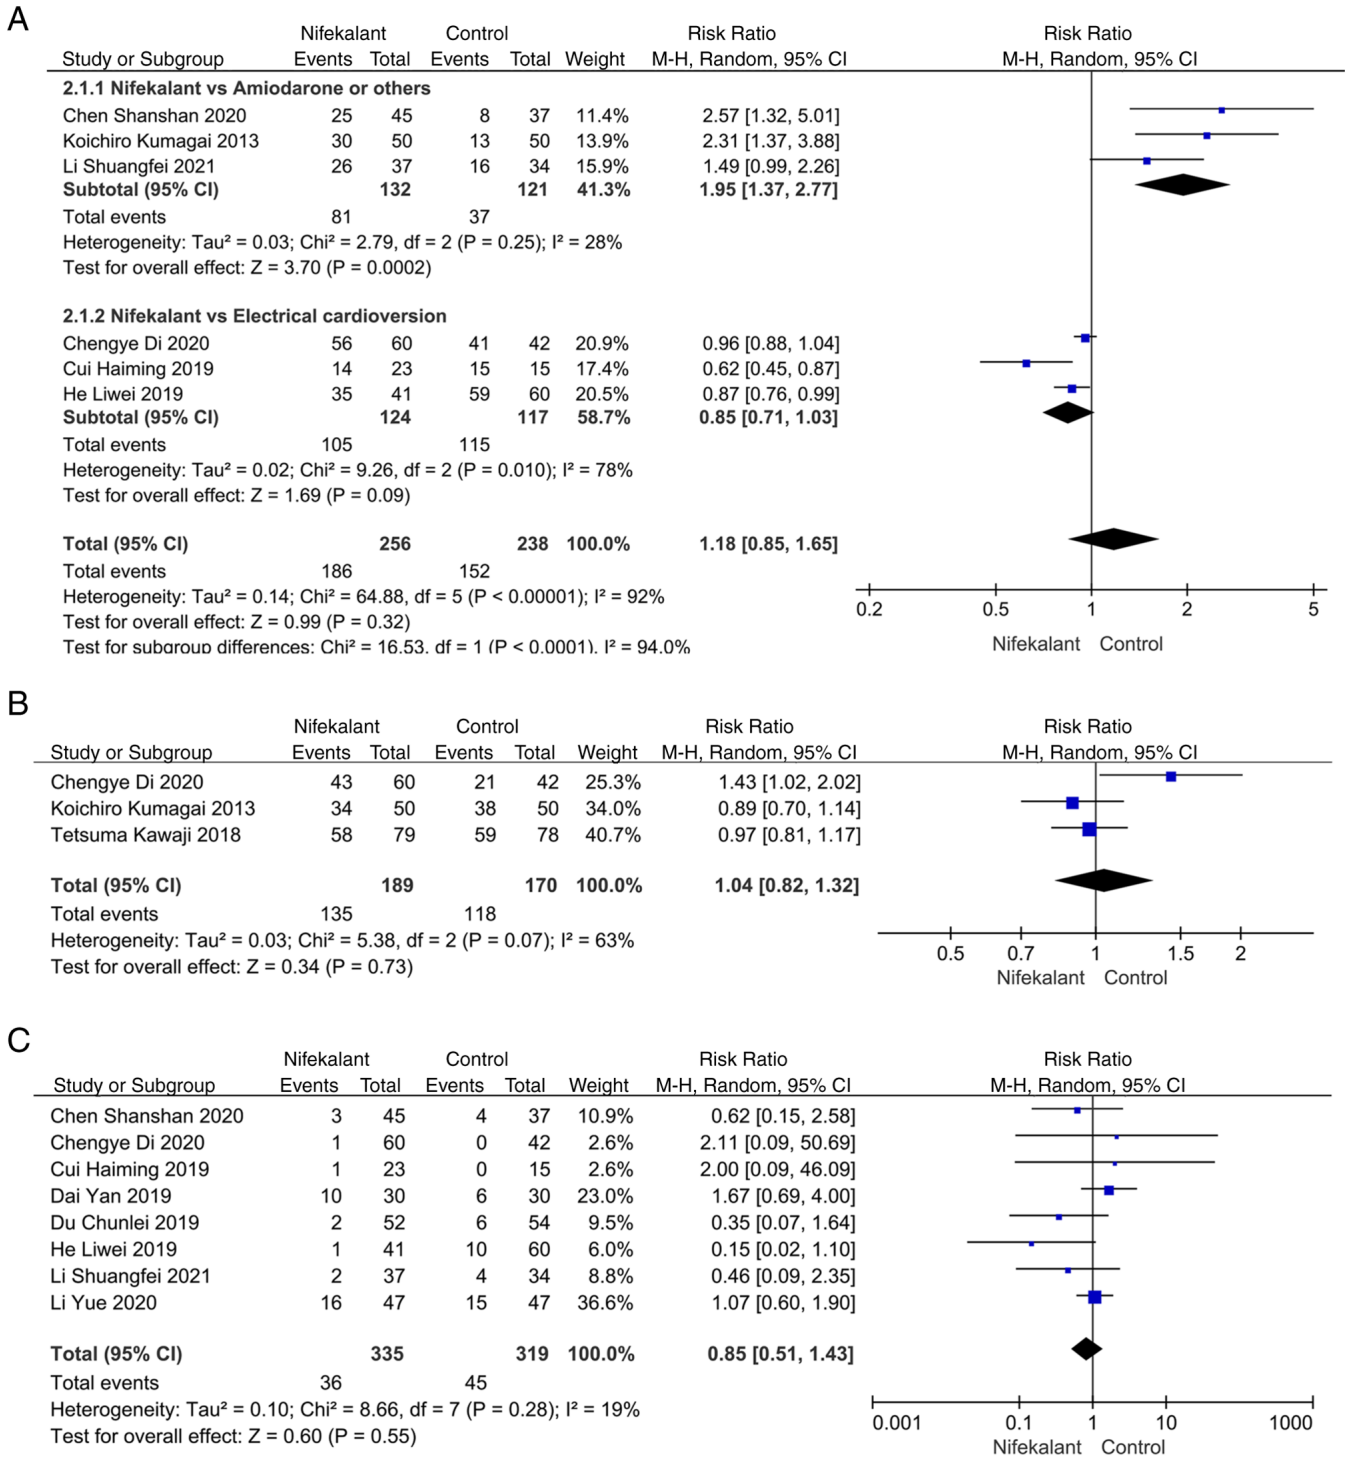 A
Nifekalant Control Risk Ratio Risk Ratio
Study or Subgroup Events Total Events Total Weight M-H, Random, 95% CI M-H, Random, 95% CI
2.1.1 Nifekalant vs Amiodarone or others
Chen Shanshan 2020 25 45 8 37 11.4% 2.57 [1.32, 5.01]
Koichiro Kumagai 2013 30 50 13 50 13.9% 2.31 [1.37, 3.88]
Li Shuangfei 2021 26 37 16 34 15.9% 1.49 [0.99, 2.26]
Subtotal (95% CI) 132 121 41.3% 1.95 [1.37, 2.77]
Total events 81 37
Heterogeneity: Tau² = 0.03; Chi² = 2.79, df = 2 (P = 0.25); I² = 28%
Test for overall effect: Z = 3.70 (P = 0.0002)
2.1.2 Nifekalant vs Electrical cardioversion
Chengye Di 2020 56 60 41 42 20.9% 0.96 [0.88, 1.04]
Cui Haiming 2019 14 23 15 15 17.4% 0.62 [0.45, 0.87]
He Liwei 2019 35 41 59 60 20.5% 0.87 [0.76, 0.99]
Subtotal (95% CI) 124 117 58.7% 0.85 [0.71, 1.03]
Total events 105 115
Heterogeneity: Tau² = 0.02; Chi² = 9.26, df = 2 (P = 0.010); I² = 78%
Test for overall effect: Z = 1.69 (P = 0.09)
Total (95% CI) 256 238 100.0% 1.18 [0.85, 1.65]
Total events 186 152
Heterogeneity: Tau² = 0.14; Chi² = 64.88, df = 5 (P < 0.00001); I² = 92%
Test for overall effect: Z = 0.99 (P = 0.32)
Test for subgroup differences: Chi² = 16.53. df = 1 (P < 0.0001). I² = 94.0%
0.2 0.5 1 2 5
Nifekalant Control
B
Nifekalant Control Risk Ratio Risk Ratio
Study or Subgroup Events Total Events Total Weight M-H, Random, 95% CI M-H, Random, 95% CI
Chengye Di 2020 43 60 21 42 25.3% 1.43 [1.02, 2.02]
Koichiro Kumagai 2013 34 50 38 50 34.0% 0.89 [0.70, 1.14]
Tetsuma Kawaji 2018 58 79 59 78 40.7% 0.97 [0.81, 1.17]
Total (95% CI) 189 170 100.0% 1.04 [0.82, 1.32]
Total events 135 118
Heterogeneity: Tau² = 0.03; Chi² = 5.38, df = 2 (P = 0.07); I² = 63%
Test for overall effect: Z = 0.34 (P = 0.73)
0.5 0.7 1 1.5 2
Nifekalant Control
C
Nifekalant Control Risk Ratio Risk Ratio
Study or Subgroup Events Total Events Total Weight M-H, Random, 95% CI M-H, Random, 95% CI
Chen Shanshan 2020 3 45 4 37 10.9% 0.62 [0.15, 2.58]
Chengye Di 2020 1 60 0 42 2.6% 2.11 [0.09, 50.69]
Cui Haiming 2019 1 23 0 15 2.6% 2.00 [0.09, 46.09]
Dai Yan 2019 10 30 6 30 23.0% 1.67 [0.69, 4.00]
Du Chunlei 2019 2 52 6 54 9.5% 0.35 [0.07, 1.64]
He Liwei 2019 1 41 10 60 6.0% 0.15 [0.02, 1.10]
Li Shuangfei 2021 2 37 4 34 8.8% 0.46 [0.09, 2.35]
Li Yue 2020 16 47 15 47 36.6% 1.07 [0.60, 1.90]
Total (95% CI) 335 319 100.0% 0.85 [0.51, 1.43]
Total events 36 45
Heterogeneity: Tau² = 0.10; Chi² = 8.66, df = 7 (P = 0.28); I² = 19%
Test for overall effect: Z = 0.60 (P = 0.55)
0.001 0.1 1 10 1000
Nifekalant Control